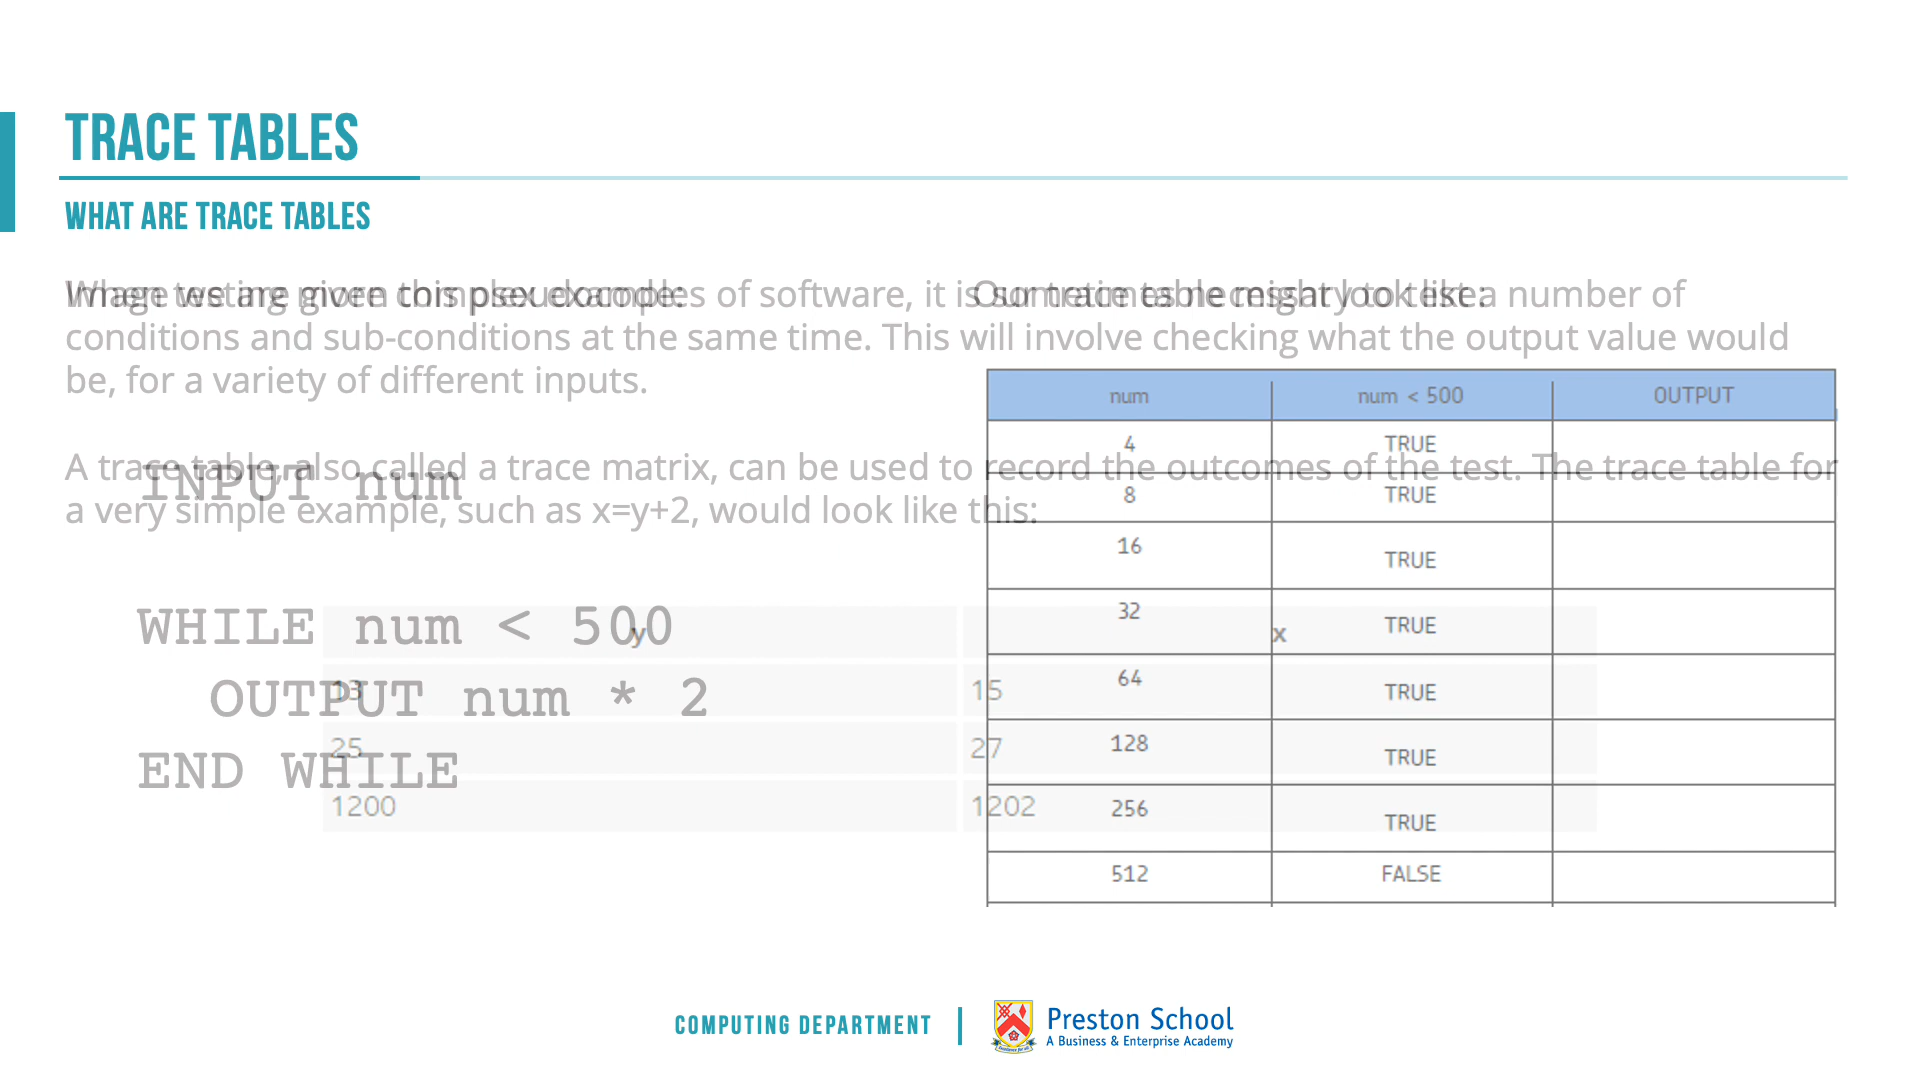 TRACE TABLES
WHAT ARE TRACE TABLES
When testing more complex examples of software, it is sometimes necessary to test a number of
conditions and sub-conditions at the same time. This will involve checking what the output value would
be, for a variety of different inputs.
A trace table, also called a trace matrix, can be used to record the outcomes of the test. The trace table for
a very simple example, such as x=y+2, would look like this:
y x
13 15
25 27
1200 1202
we are given this pseudocode:
INPUT num
WHILE num < 500
OUTPUT num * 2
END WHILE
Our trace table might look like:
num num < 500 OUTPUT
4 TRUE
8 TRUE
16 TRUE
32 TRUE
64 TRUE
128 TRUE
256 TRUE
512 FALSE
COMPUTING DEPARTMENT
Preston School
A Business & Enterprise Academy